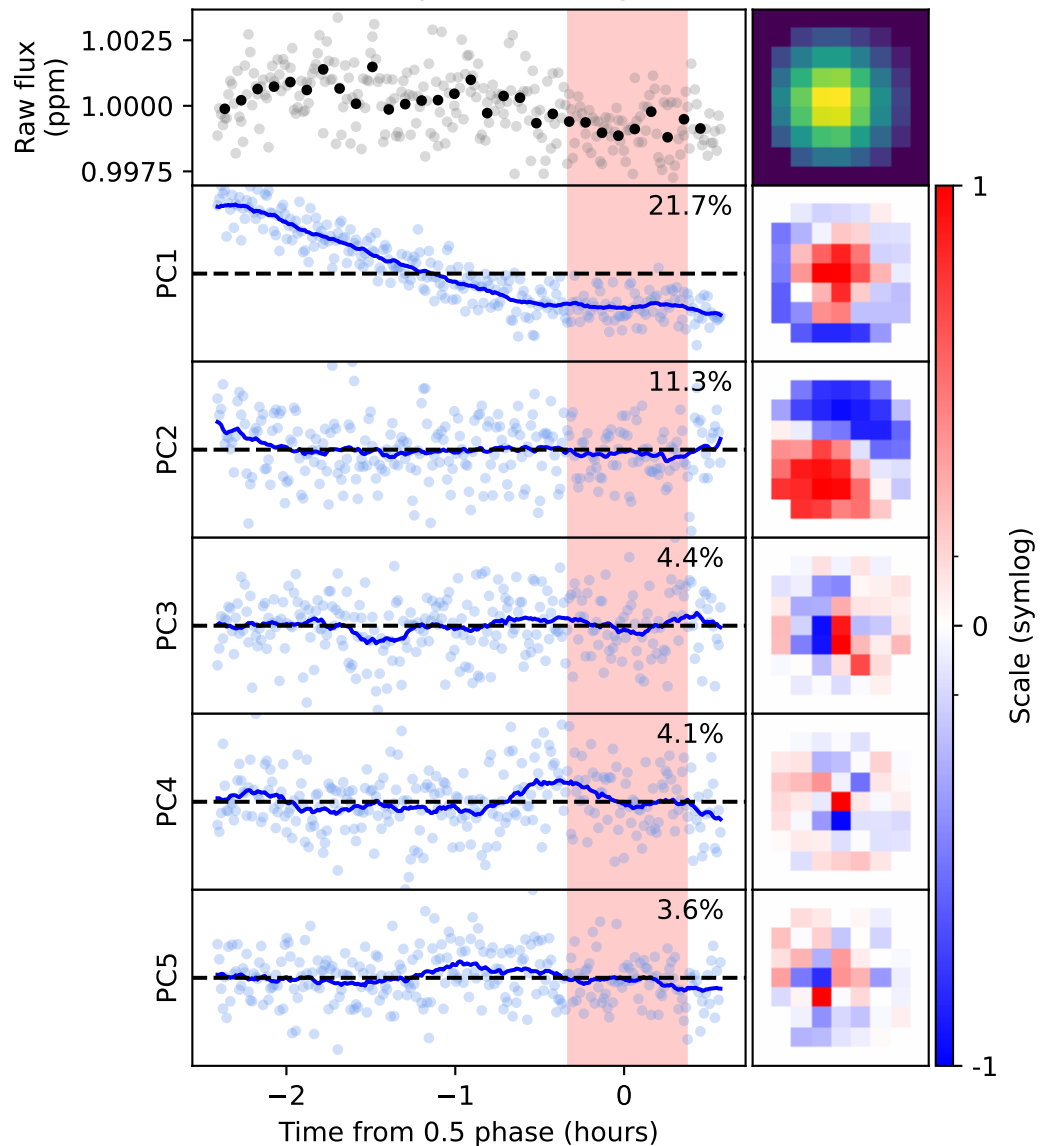 Raw flux
(ppm)
1.0025
1.0000
0.9975
PC1
21.7%
PC2
11.3%
PC3
4.4%
PC4
4.1%
PC5
3.6%
−2
−1
0
Time from 0.5 phase (hours)
1
0
-1
Scale (symlog)